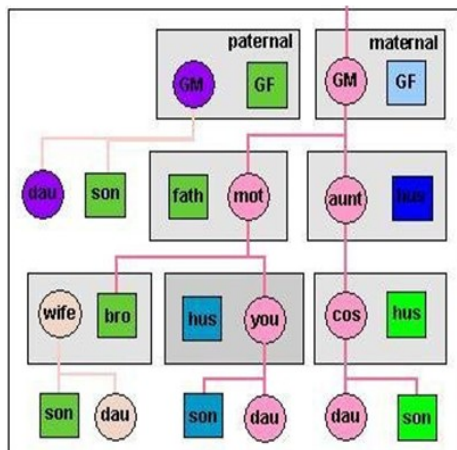 paternal
maternal
GM GF GM GF
dau son fath mot aunt hus
wife bro hus you cos hus
son dau son dau dau son